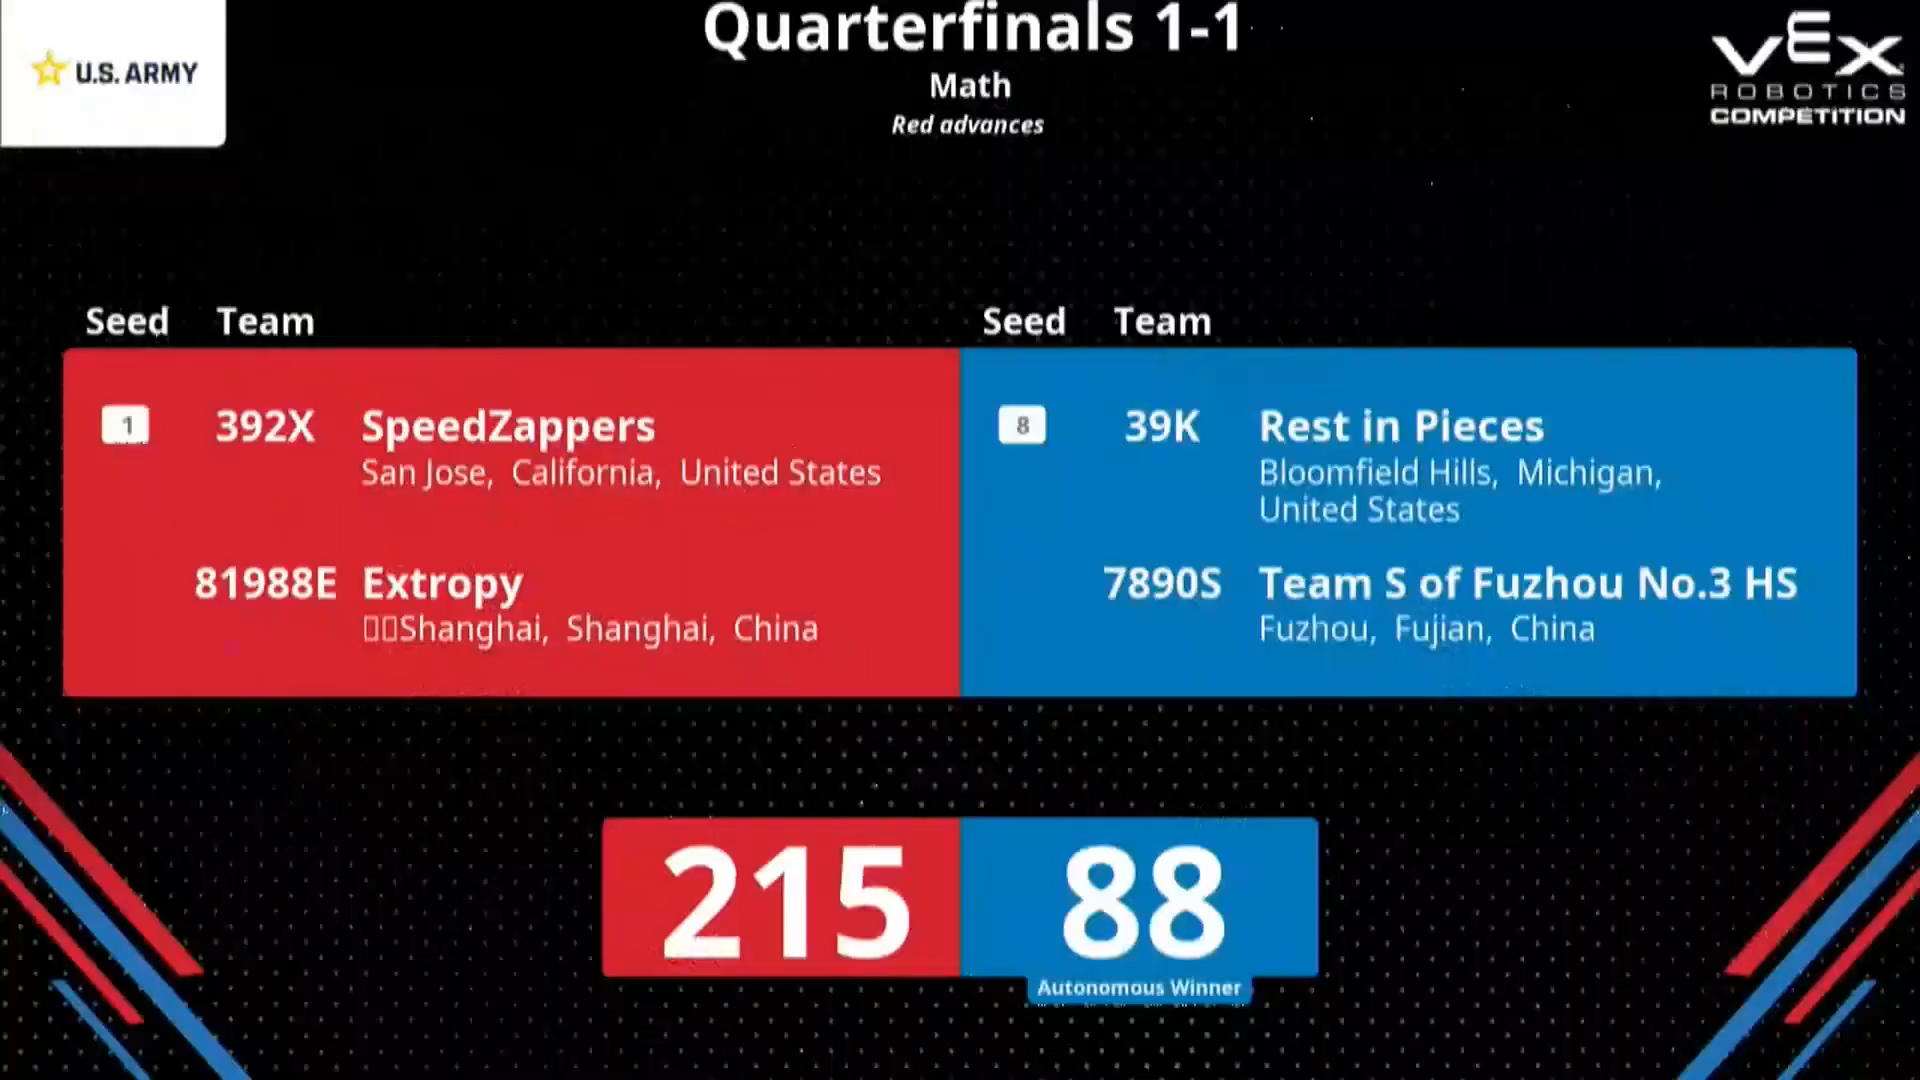 U.S. ARMY
Quarterfinals 1-1
Math
Red advances
VEX
ROBOTICS
COMPETITION
Seed Team
1 392X SpeedZappers
San Jose, California, United States
81988E Extropy
Shanghai, Shanghai, China
Seed Team
8 39K Rest in Pieces
Bloomfield Hills, Michigan,
United States
7890S Team S of Fuzhou No.3 HS
Fuzhou, Fujian, China
215 88
Autonomous Winner